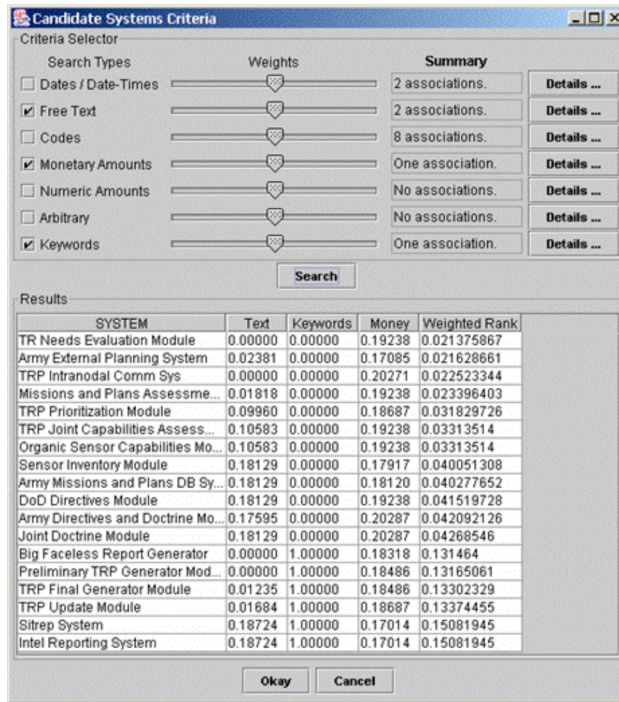 Candidate Systems Criteria
Criteria Selector
Search Types Weights Summary
Dates / Date-Times 2 associations. Details ...
Free Text 2 associations. Details ...
Codes 8 associations. Details ...
Monetary Amounts One association. Details ...
Numeric Amounts No associations. Details ...
Arbitrary No associations. Details ...
Keywords One association. Details ...
Search
Results
SYSTEM Text Keywords Money Weighted Rank
TR Needs Evaluation Module 0.00000 0.00000 0.19238 0.021375867
Army External Planning System 0.02381 0.00000 0.17085 0.021628661
TRP Intranodal Comm Sys 0.00000 0.00000 0.20271 0.022523344
Missions and Plans Assessme... 0.01818 0.00000 0.19238 0.023396403
TRP Prioritization Module 0.09960 0.00000 0.18687 0.031829726
TRP Joint Capabilities Assess... 0.10583 0.00000 0.19238 0.03313514
Organic Sensor Capabilities Mo... 0.10583 0.00000 0.19238 0.03313514
Sensor Inventory Module 0.18129 0.00000 0.17917 0.040051308
Army Missions and Plans DB Sy... 0.18129 0.00000 0.18120 0.040277652
DoD Directives Module 0.18129 0.00000 0.19238 0.041519728
Army Directives and Doctrine Mo... 0.17595 0.00000 0.20287 0.042092126
Joint Doctrine Module 0.18129 0.00000 0.20287 0.04268546
Big Faceless Report Generator 0.00000 1.00000 0.18318 0.131464
Preliminary TRP Generator Mod... 0.00000 1.00000 0.18486 0.13165061
TRP Final Generator Module 0.01235 1.00000 0.18486 0.13302329
TRP Update Module 0.01684 1.00000 0.18687 0.13374455
Sitrep System 0.18724 1.00000 0.17014 0.15081945
Intel Reporting System 0.18724 1.00000 0.17014 0.15081945
Okay Cancel